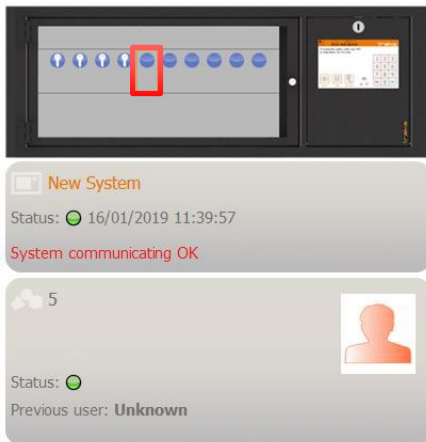 New System
Status: 16/01/2019 11:39:57
System communicating OK
5
Status:
Previous user: Unknown